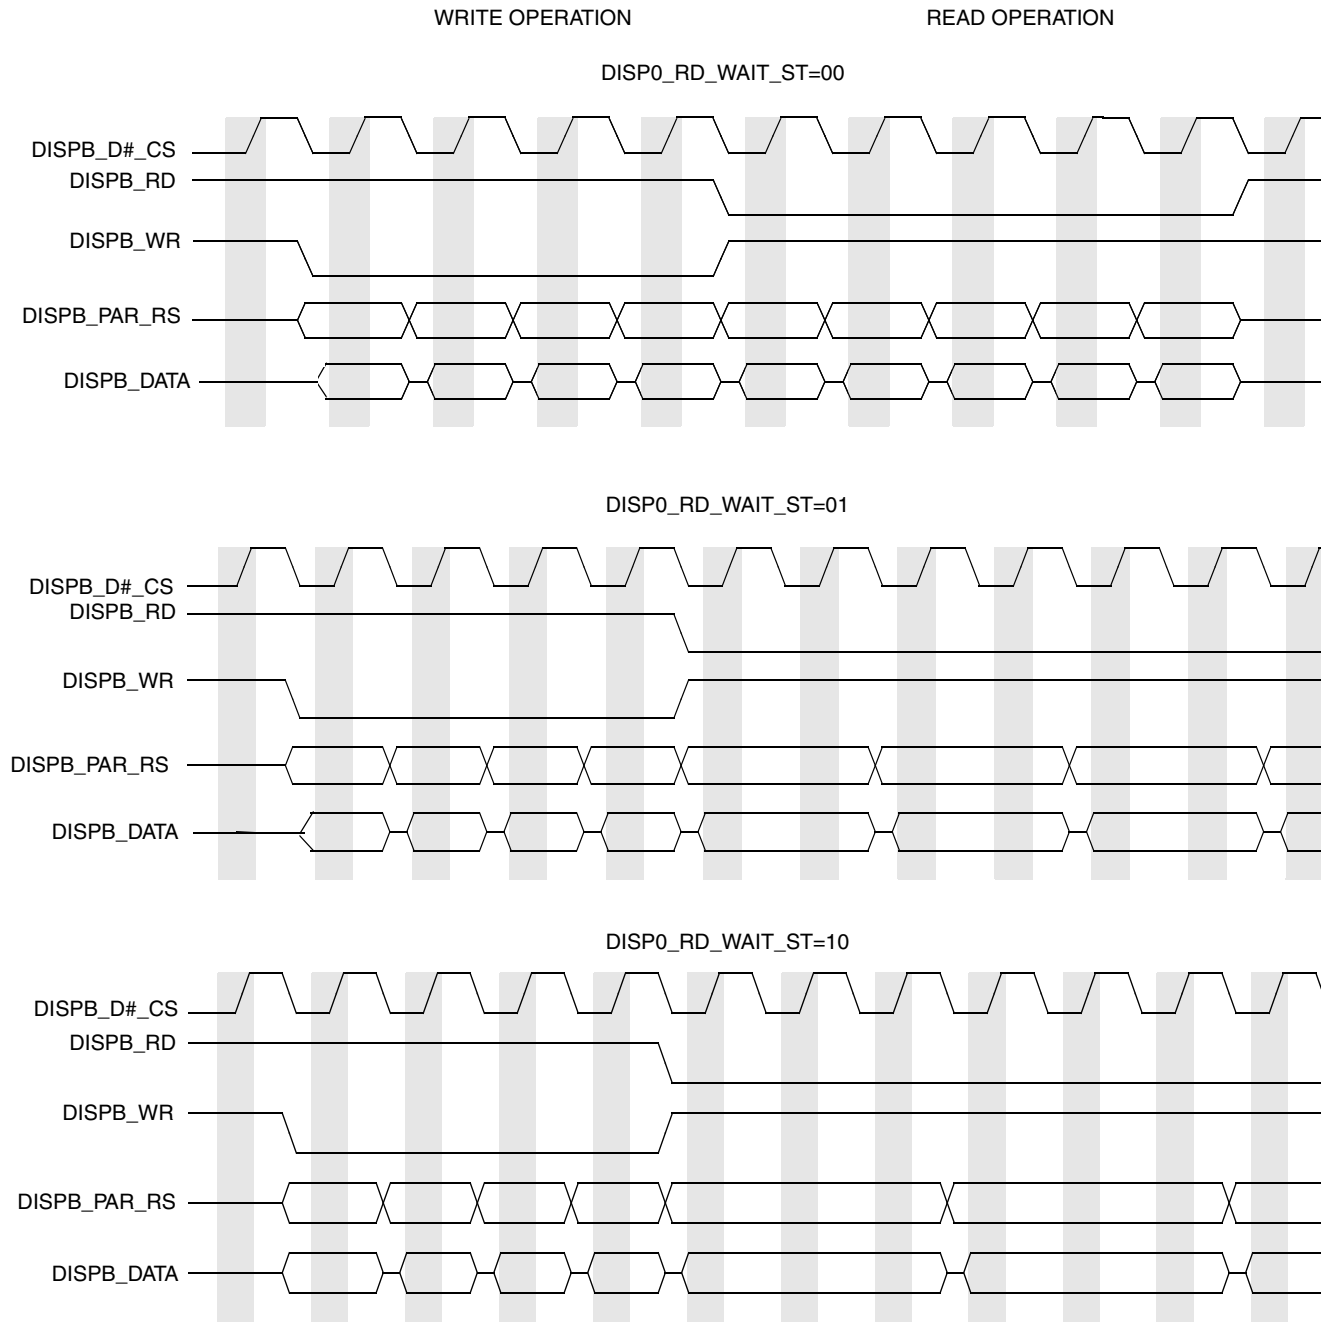 WRITE OPERATION READ OPERATION
DISP0_RD_WAIT_ST=00
DISPB_D#_CS
DISPB_RD
DISPB_WR
DISPB_PAR_RS
DISPB_DATA
DISP0_RD_WAIT_ST=01
DISPB_D#_CS
DISPB_RD
DISPB_WR
DISPB_PAR_RS
DISPB_DATA
DISP0_RD_WAIT_ST=10
DISPB_D#_CS
DISPB_RD
DISPB_WR
DISPB_PAR_RS
DISPB_DATA